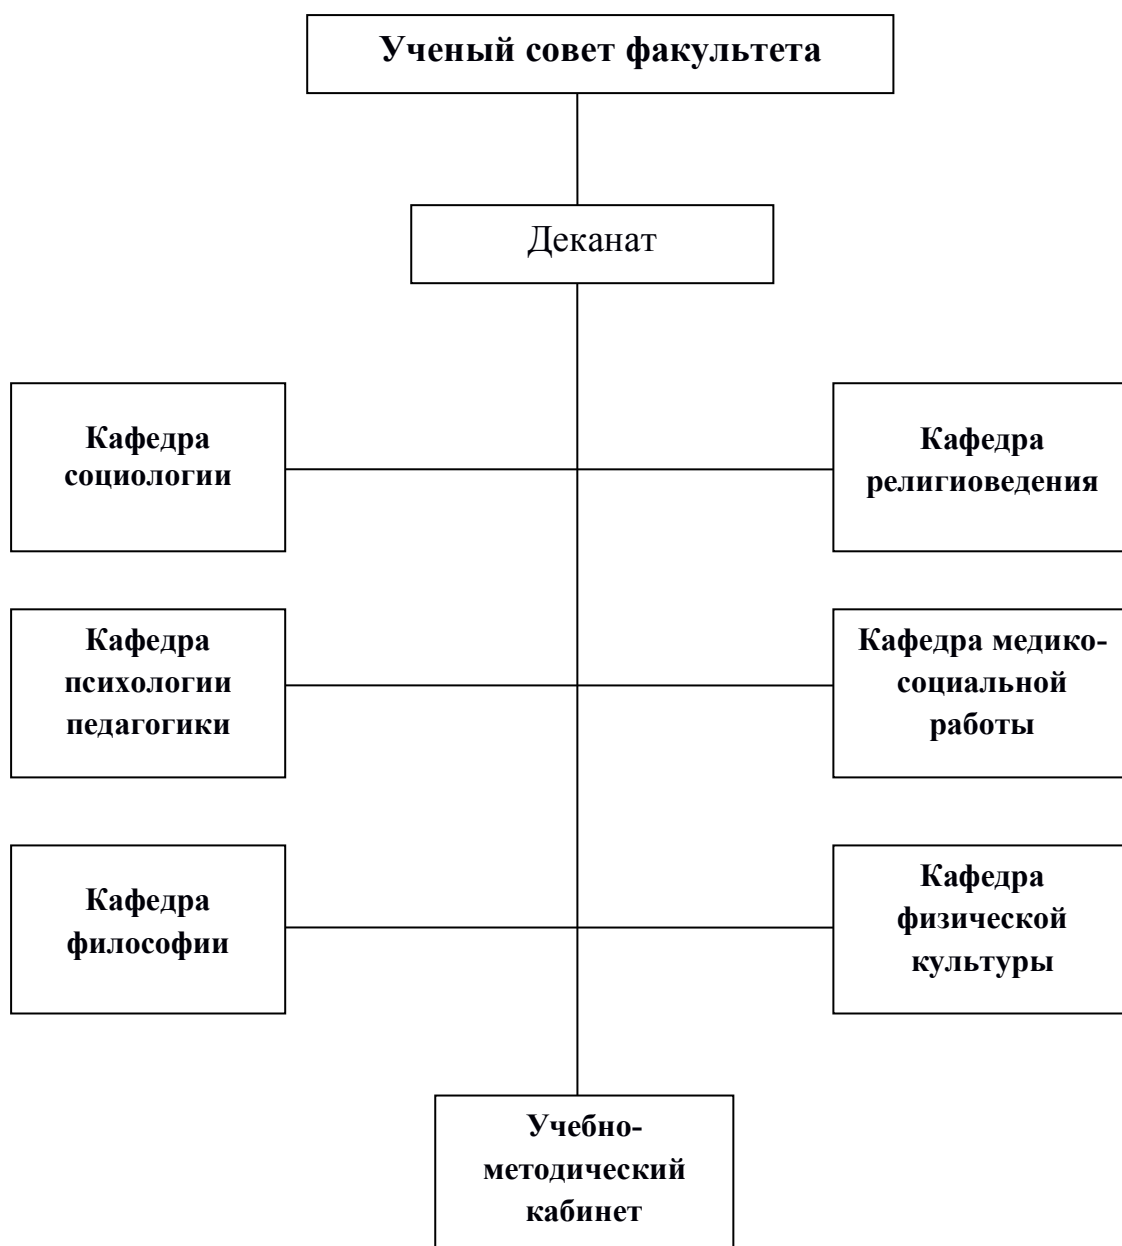 Ученый совет факультета
Деканат
Кафедра
социологии
Кафедра
религиоведения
Кафедра
психологии
педагогики
Кафедра медико-
социальной
работы
Кафедра
философии
Кафедра
физической
культуры
Учебно-
методический
кабинет